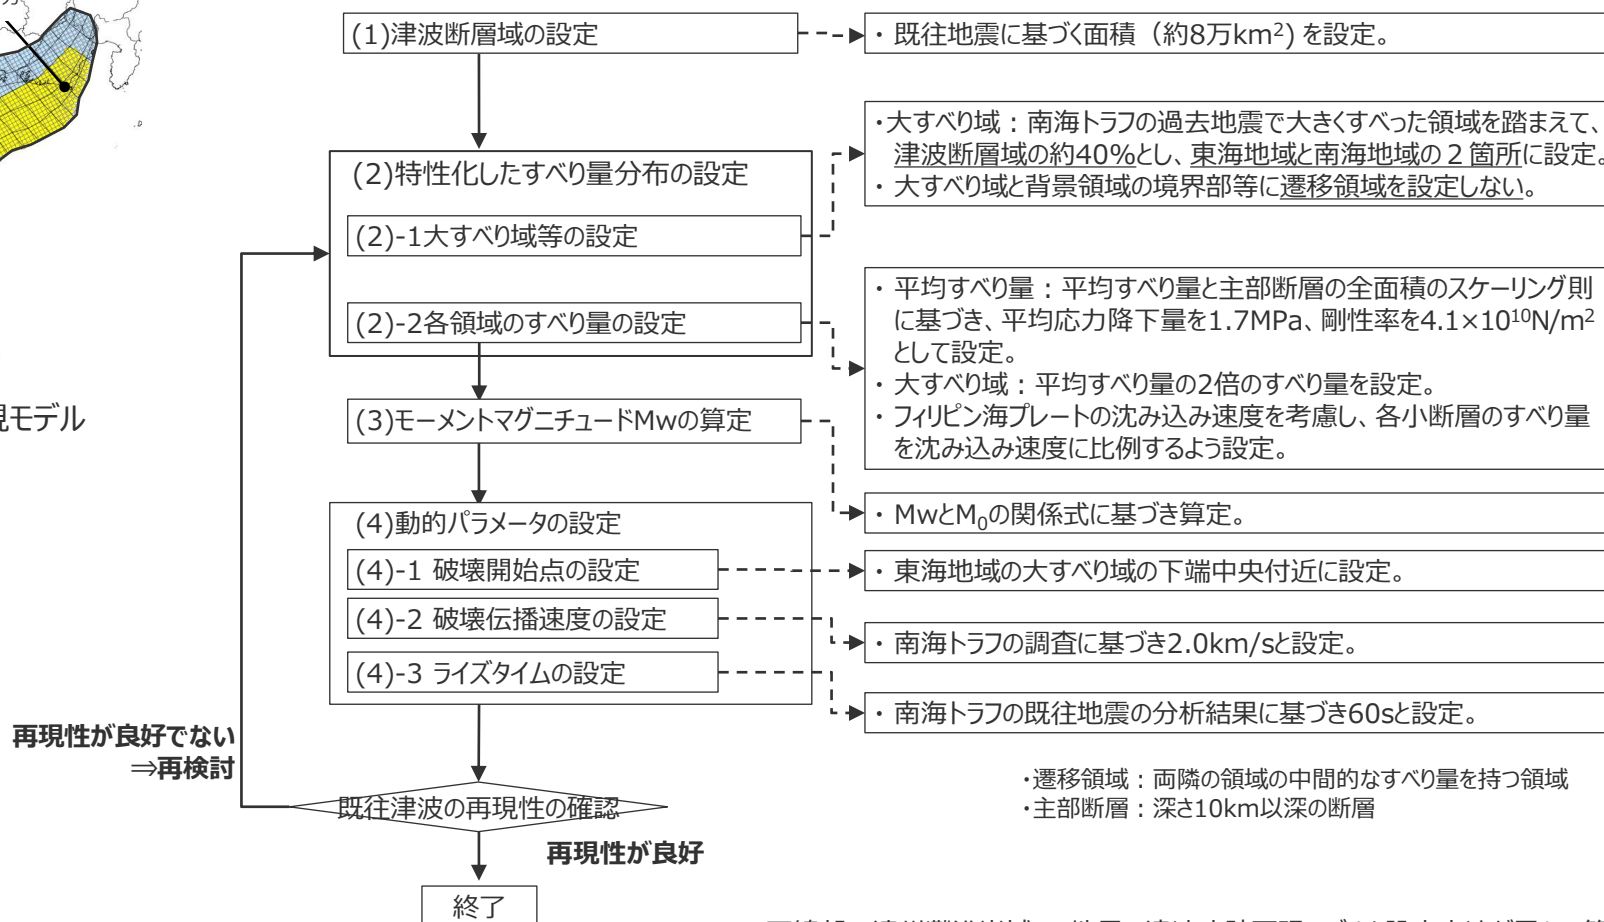 (1)津波断層域の設定
・ 既往地震に基づく面積（約8万km²) を設定。
(2)特性化したすべり量分布の設定
(2)-1大すべり域等の設定
・大すべり域：南海トラフの過去地震で大きくすべった領域を踏まえて、
津波断層域の約40%とし、東海地域と南海地域の２箇所に設定。
・ 大すべり域と背景領域の境界部等に遷移領域を設定しない。
(2)-2各領域のすべり量の設定
・ 平均すべり量：平均すべり量と主部断層の全面積のスケーリング則
に基づき、平均応力降下量を1.7MPa、剛性率を4.1×10¹⁰N/m²
として設定。
・ 大すべり域：平均すべり量の2倍のすべり量を設定。
・ フィリピン海プレートの沈み込み速度を考慮し、各小断層のすべり量
を沈み込み速度に比例するよう設定。
現モデル
(3)モーメントマグニチュードMwの算定
・ MwとM₀の関係式に基づき算定。
(4)動的パラメータの設定
(4)-1 破壊開始点の設定
・ 東海地域の大すべり域の下端中央付近に設定。
(4)-2 破壊伝播速度の設定
・ 南海トラフの調査に基づき2.0km/sと設定。
(4)-3 ライズタイムの設定
・ 南海トラフの既往地震の分析結果に基づき60sと設定。
再現性が良好でない
⇒再検討
既往津波の再現性の確認
再現性が良好
終了
・遷移領域：両隣の領域の中間的なすべり量を持つ領域
・主部断層：深さ10km以深の断層